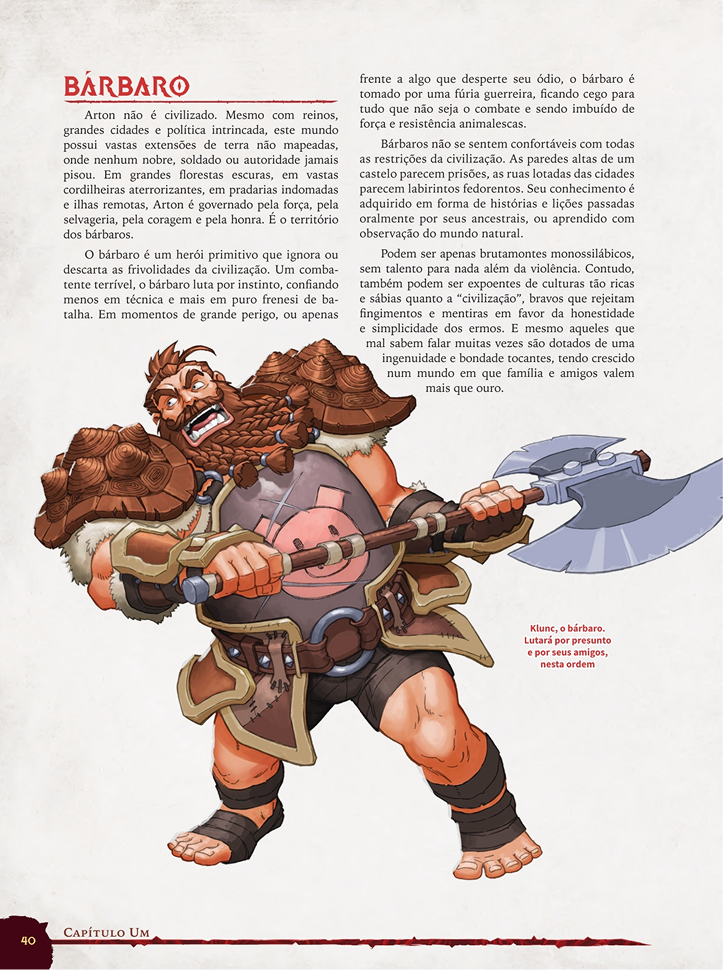 BÁRBARO
Arton não é civilizado. Mesmo com reinos,
grandes cidades e política intrincada, este mundo
possui vastas extensões de terra não mapeadas,
onde nenhum nobre, soldado ou autoridade jamais
pisou. Em grandes florestas escuras, em vastas
cordilheiras aterrorizantes, em pradarias indomadas
e ilhas remotas, Arton é governado pela força, pela
selvageria, pela coragem e pela honra. É o território
dos bárbaros.
O bárbaro é um herói primitivo que ignora ou
descarta as frivolidades da civilização. Um comba-
tente terrível, o bárbaro luta por instinto, confiando
menos em técnica e mais em puro frenesi de ba-
talha. Em momentos de grande perigo, ou apenas
frente a algo que desperte seu ódio, o bárbaro é
tomado por uma fúria guerreira, ficando cego para
tudo que não seja o combate e sendo imbuído de
força e resistência animalescas.
Bárbaros não se sentem confortáveis com todas
as restrições da civilização. As paredes altas de um
castelo parecem prisões, as ruas lotadas das cidades
parecem labirintos fedorentos. Seu conhecimento é
adquirido em forma de histórias e lições passadas
oralmente por seus ancestrais, ou aprendido com
observação do mundo natural.
Podem ser apenas brutamontes monossilábicos,
sem talento para nada além da violência. Contudo,
também podem ser expoentes de culturas tão ricas
e sábias quanto a “civilização”, bravos que rejeitam
fingimentos e mentiras em favor da honestidade
e simplicidade dos ermos. E mesmo aqueles que
mal sabem falar muitas vezes são dotados de uma
ingenuidade e bondade tocantes, tendo crescido
num mundo em que família e amigos valem
mais que ouro.
Klunc, o bárbaro.
Lutará por presunto
e por seus amigos,
nesta ordem
40
Capítulo Um